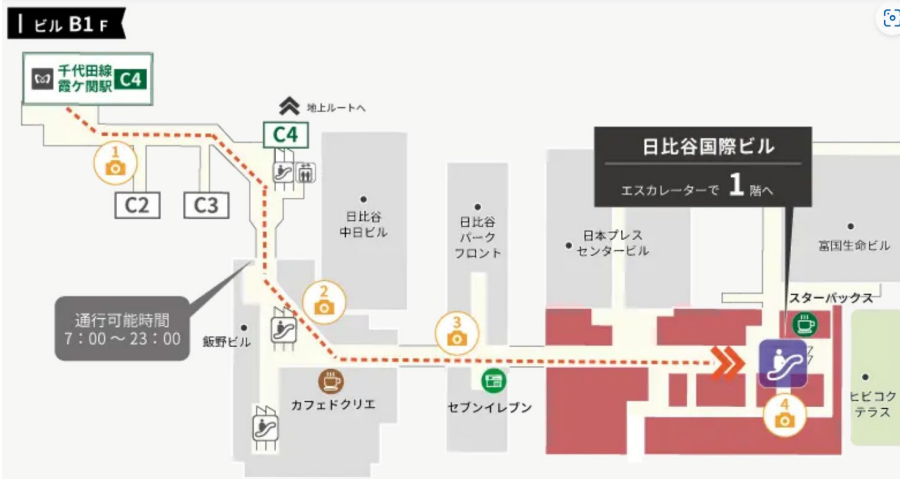 ビル B1 F
千代田線
霞ケ関駅 C4
地上ルートへ
C4
1
C2
C3
日比谷国際ビル
エスカレーターで 1 階へ
日比谷
中日ビル
日比谷
パーク
フロント
日本プレス
センタービル
富国生命ビル
スターバックス
通行可能時間
7:00 ～ 23:00
飯野ビル
2
3
カフェドクリエ
セブンイレブン
4
ヒビコク
テラス